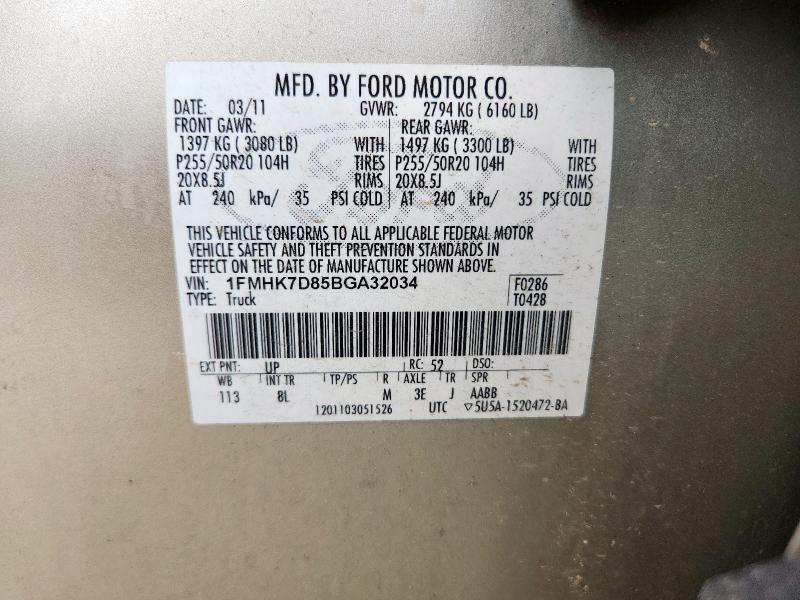 MFD. BY FORD MOTOR CO.
DATE: 03/11 GVWR: 2794 KG ( 6160 LB)
FRONT GAWR: REAR GAWR:
1397 KG ( 3080 LB) WITH 1497 KG ( 3300 LB) WITH
P255/50R20 104H TIRES P255/50R20 104H TIRES
20X8.5J RIMS 20X8.5J RIMS
AT 240 kPa/ 35 PSI COLD AT 240 kPa/ 35 PSI COLD
THIS VEHICLE CONFORMS TO ALL APPLICABLE FEDERAL MOTOR
VEHICLE SAFETY AND THEFT PREVENTION STANDARDS IN
EFFECT ON THE DATE OF MANUFACTURE SHOWN ABOVE.
VIN: 1FMHK7D85BGA32034 F0286
TYPE: Truck T0428
EXT PNT: UP RC: 52 DSO:
WB INT TR TP/PS R AXLE TR SPR
113 8L M 3E J AABB
1201103051526 UTC ▽5U5A-1520472-BA